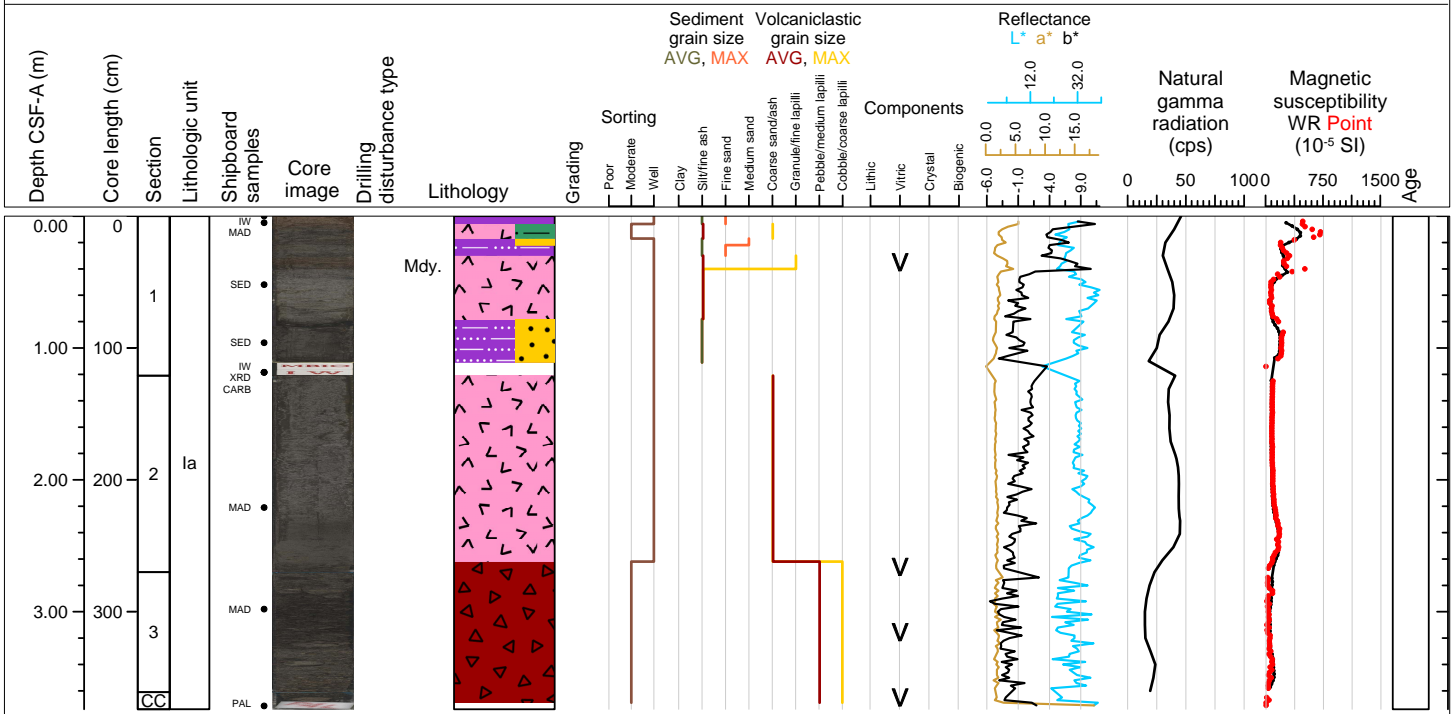 Sediment grain size
AVG, MAX
Volcaniclastic grain size
AVG, MAX
Reflectance
L* a* b*
12.0 32.0
0.0 5.0 10.0 15.0
-6.0 -1.0 4.0 9.0
Depth CSF-A (m)
Core length (cm)
Section
Lithologic unit
Shipboard samples
Core image
Drilling disturbance type
Lithology
Grading
Sorting
Poor
Moderate
Well
Clay
Silt/fine ash
Fine sand
Medium sand
Coarse sand/ash
Granule/fine lapilli
Pebble/medium lapilli
Cobble/coarse lapilli
Components
Lithic
Vitric
Crystal
Biogenic
Natural gamma radiation (cps)
0 50 100
Magnetic susceptibility
WR Point
(10-5 SI)
0 750 1500
Age
0.00
1.00
2.00
3.00
0
100
200
300
1
2
3
CC
Ia
IW
MAD
SED
SED
IW
XRD
CARB
MAD
MAD
PAL
Mdy.
V
V
V
V